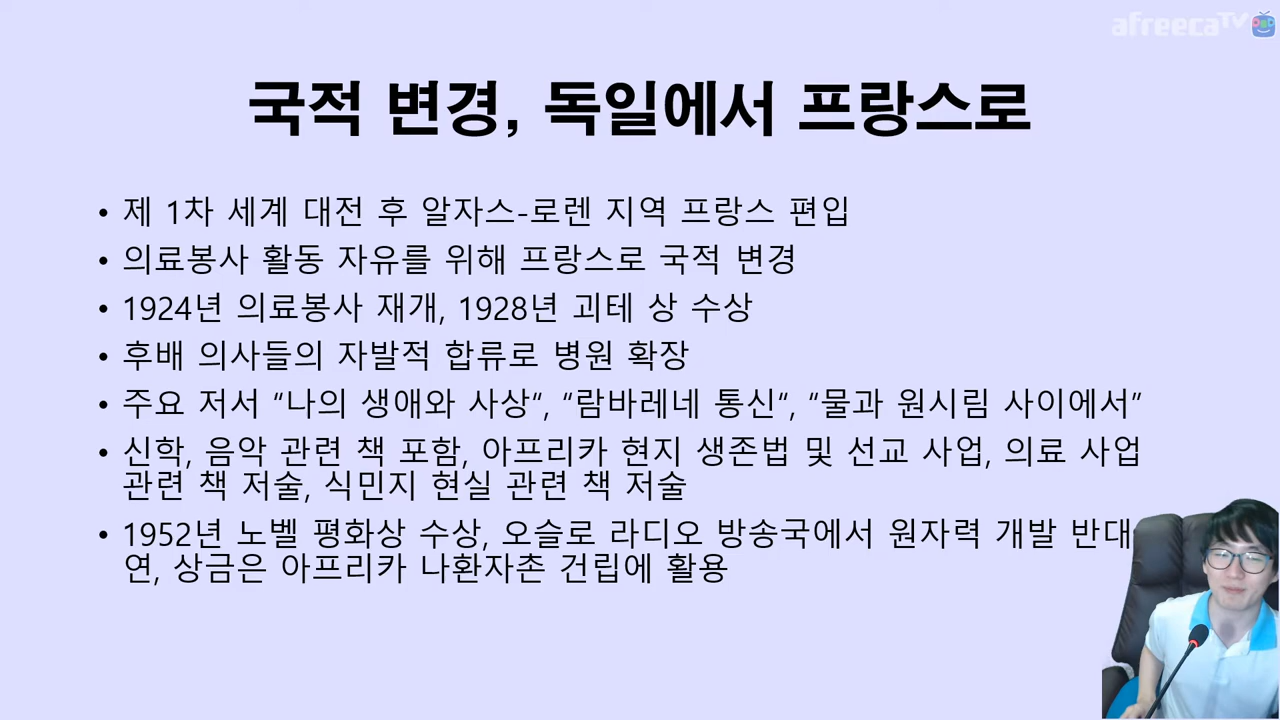 afreecaTV
국적 변경, 독일에서 프랑스로
• 제 1차 세계 대전 후 알자스-로렌 지역 프랑스 편입
• 의료봉사 활동 자유를 위해 프랑스로 국적 변경
• 1924년 의료봉사 재개, 1928년 괴테 상 수상
• 후배 의사들의 자발적 합류로 병원 확장
• 주요 저서 “나의 생애와 사상“, “람바레네 통신“, “물과 원시림 사이에서”
• 신학, 음악 관련 책 포함, 아프리카 현지 생존법 및 선교 사업, 의료 사업
관련 책 저술, 식민지 현실 관련 책 저술
• 1952년 노벨 평화상 수상, 오슬로 라디오 방송국에서 원자력 개발 반대
연, 상금은 아프리카 나환자촌 건립에 활용